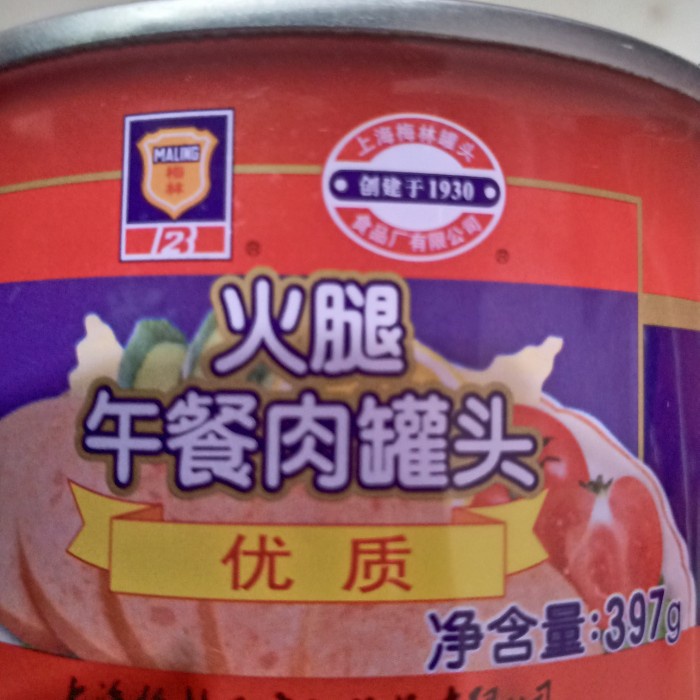 MALING
梅林
B2
上海梅林罐头
创建于1930
食品厂有限公司
火腿
午餐肉罐头
优质
净含量:397g